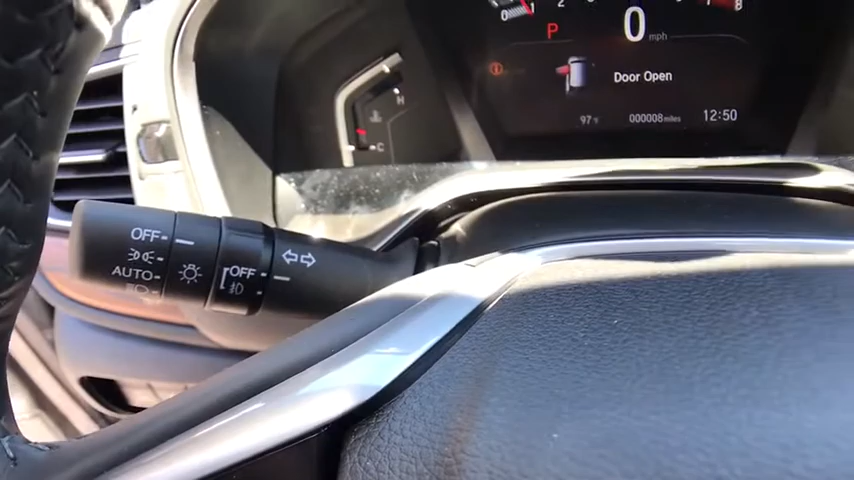 0
mph
P
Door Open
97°F
000008 miles
12:50
H
C
OFF
AUTO
OFF